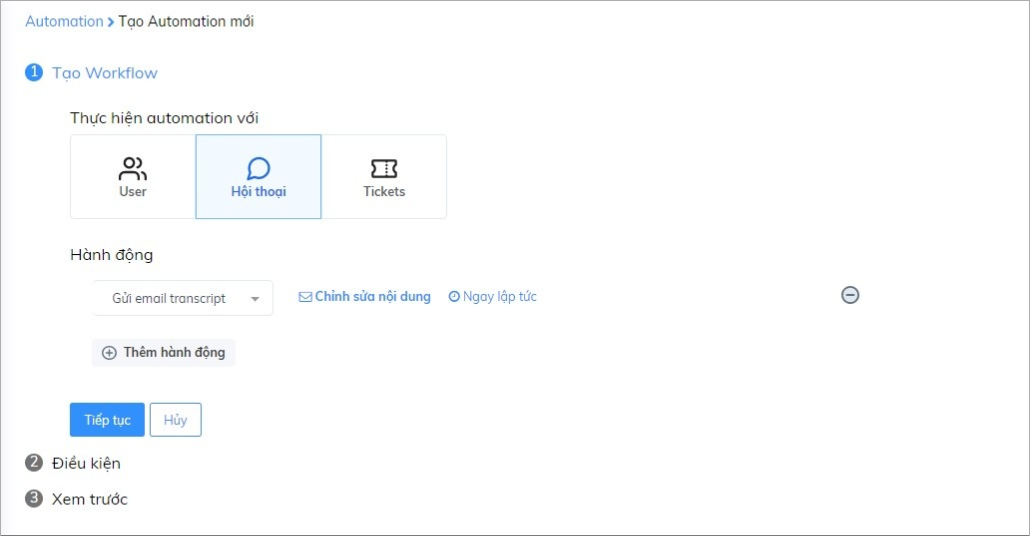 Automation > Tạo Automation mới
1 Tạo Workflow
Thực hiện automation với
User Hội thoại Tickets
Hành động
Gửi email transcript Chỉnh sửa nội dung Ngay lập tức
Thêm hành động
Tiếp tục Hủy
2 Điều kiện
3 Xem trước